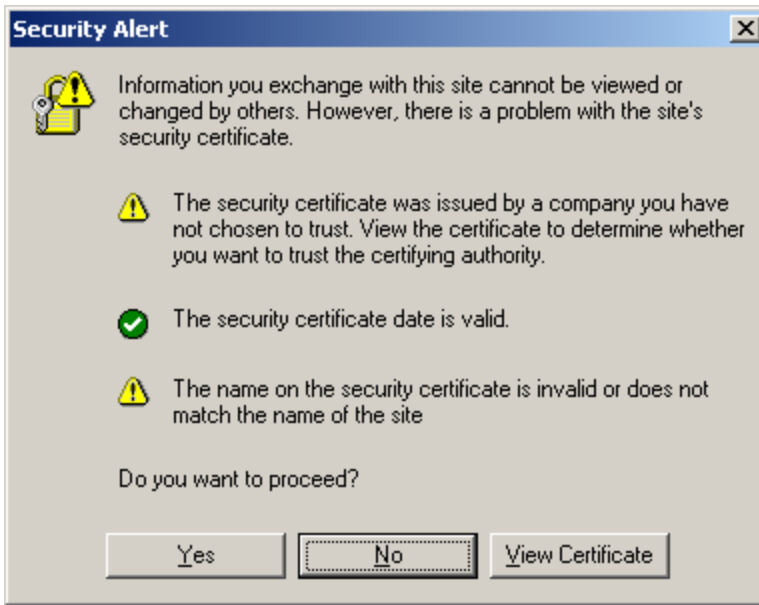 Security Alert
Information you exchange with this site cannot be viewed or
changed by others. However, there is a problem with the site's
security certificate.
The security certificate was issued by a company you have
not chosen to trust. View the certificate to determine whether
you want to trust the certifying authority.
The security certificate date is valid.
The name on the security certificate is invalid or does not
match the name of the site
Do you want to proceed?
Yes No View Certificate